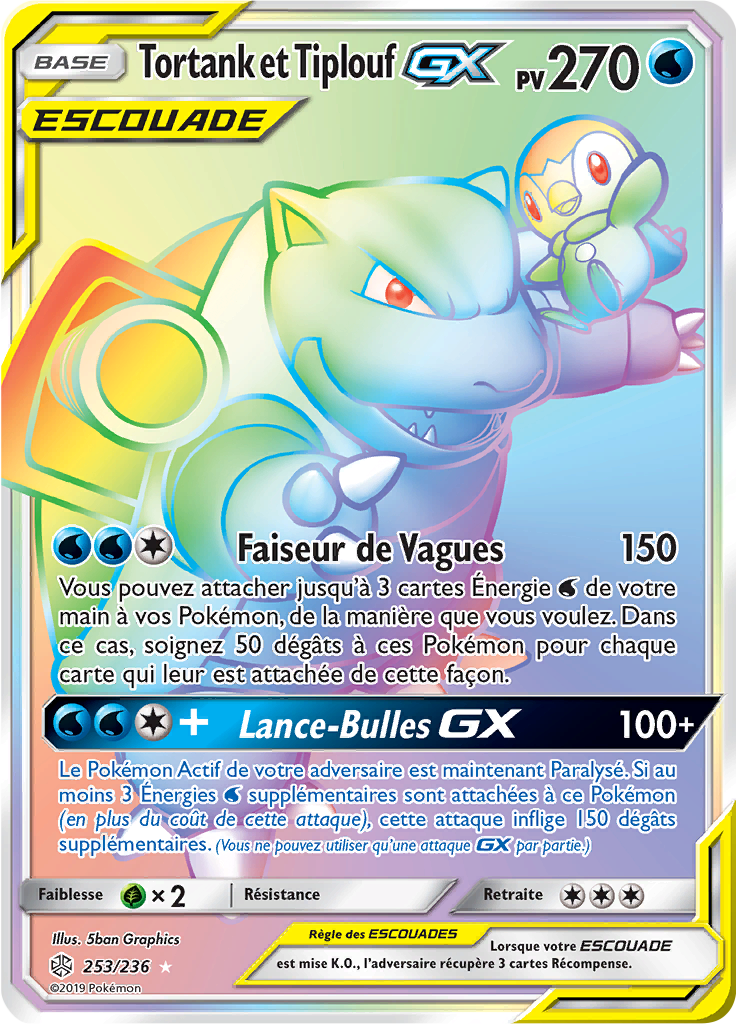 BASE Tortank et Tiplouf GX PV270
ESCOUADE
Faiseur de Vagues 150
Vous pouvez attacher jusqu'à 3 cartes Énergie de votre
main à vos Pokémon, de la manière que vous voulez. Dans
ce cas, soignez 50 dégâts à ces Pokémon pour chaque
carte qui leur est attachée de cette façon.
+ Lance-Bulles GX 100+
Le Pokémon Actif de votre adversaire est maintenant Paralysé. Si au
moins 3 Énergies supplémentaires sont attachées à ce Pokémon
(en plus du coût de cette attaque), cette attaque inflige 150 dégâts
supplémentaires. (Vous ne pouvez utiliser qu'une attaque GX par partie.)
Faiblesse ×2 Résistance Retraite
Illus. 5ban Graphics
253/236
©2019 Pokémon
Règle des ESCOUADES
Lorsque votre ESCOUADE
est mise K.O., l'adversaire récupère 3 cartes Récompense.